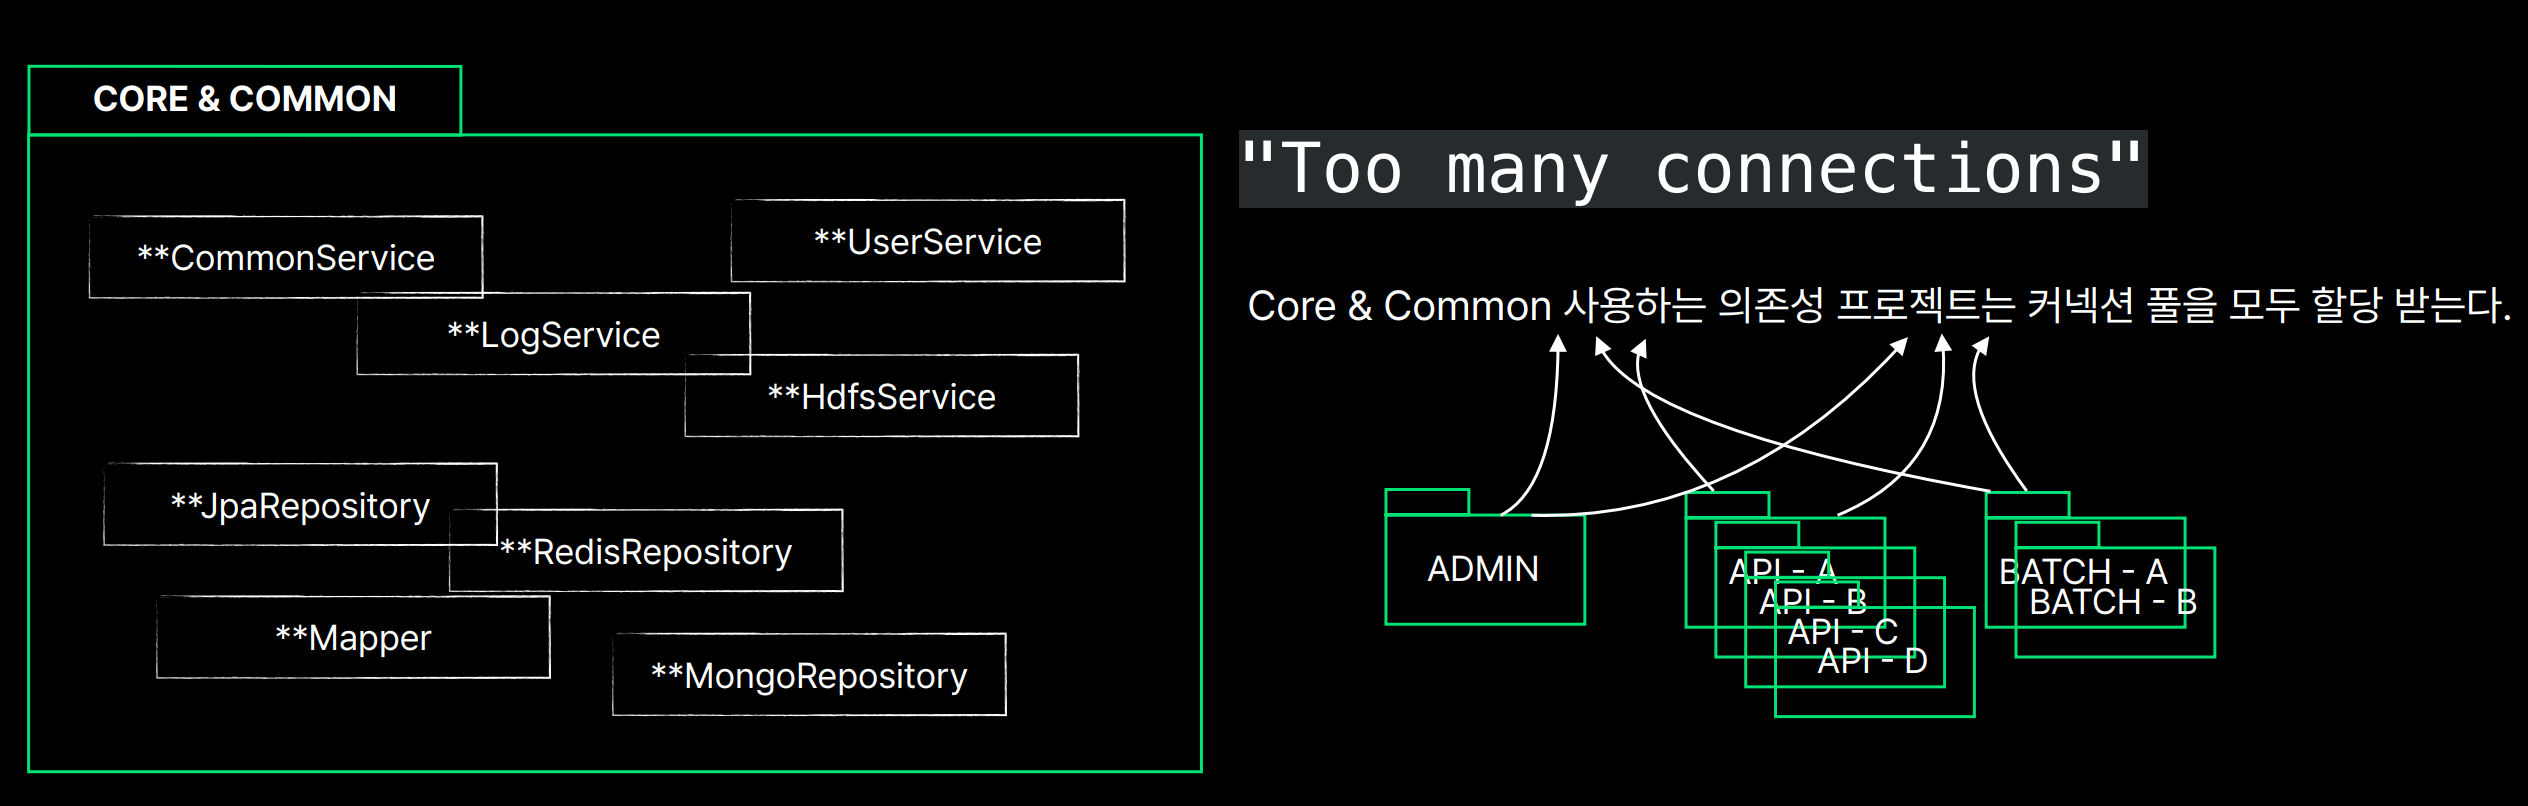 CORE & COMMON
**CommonService
**UserService
**LogService
**HdfsService
**JpaRepository
**RedisRepository
**Mapper
**MongoRepository
"Too many connections"
Core & Common 사용하는 의존성 프로젝트는 커넥션 풀을 모두 할당 받는다.
ADMIN
API - A
API - B
API - C
API - D
BATCH - A
BATCH - B